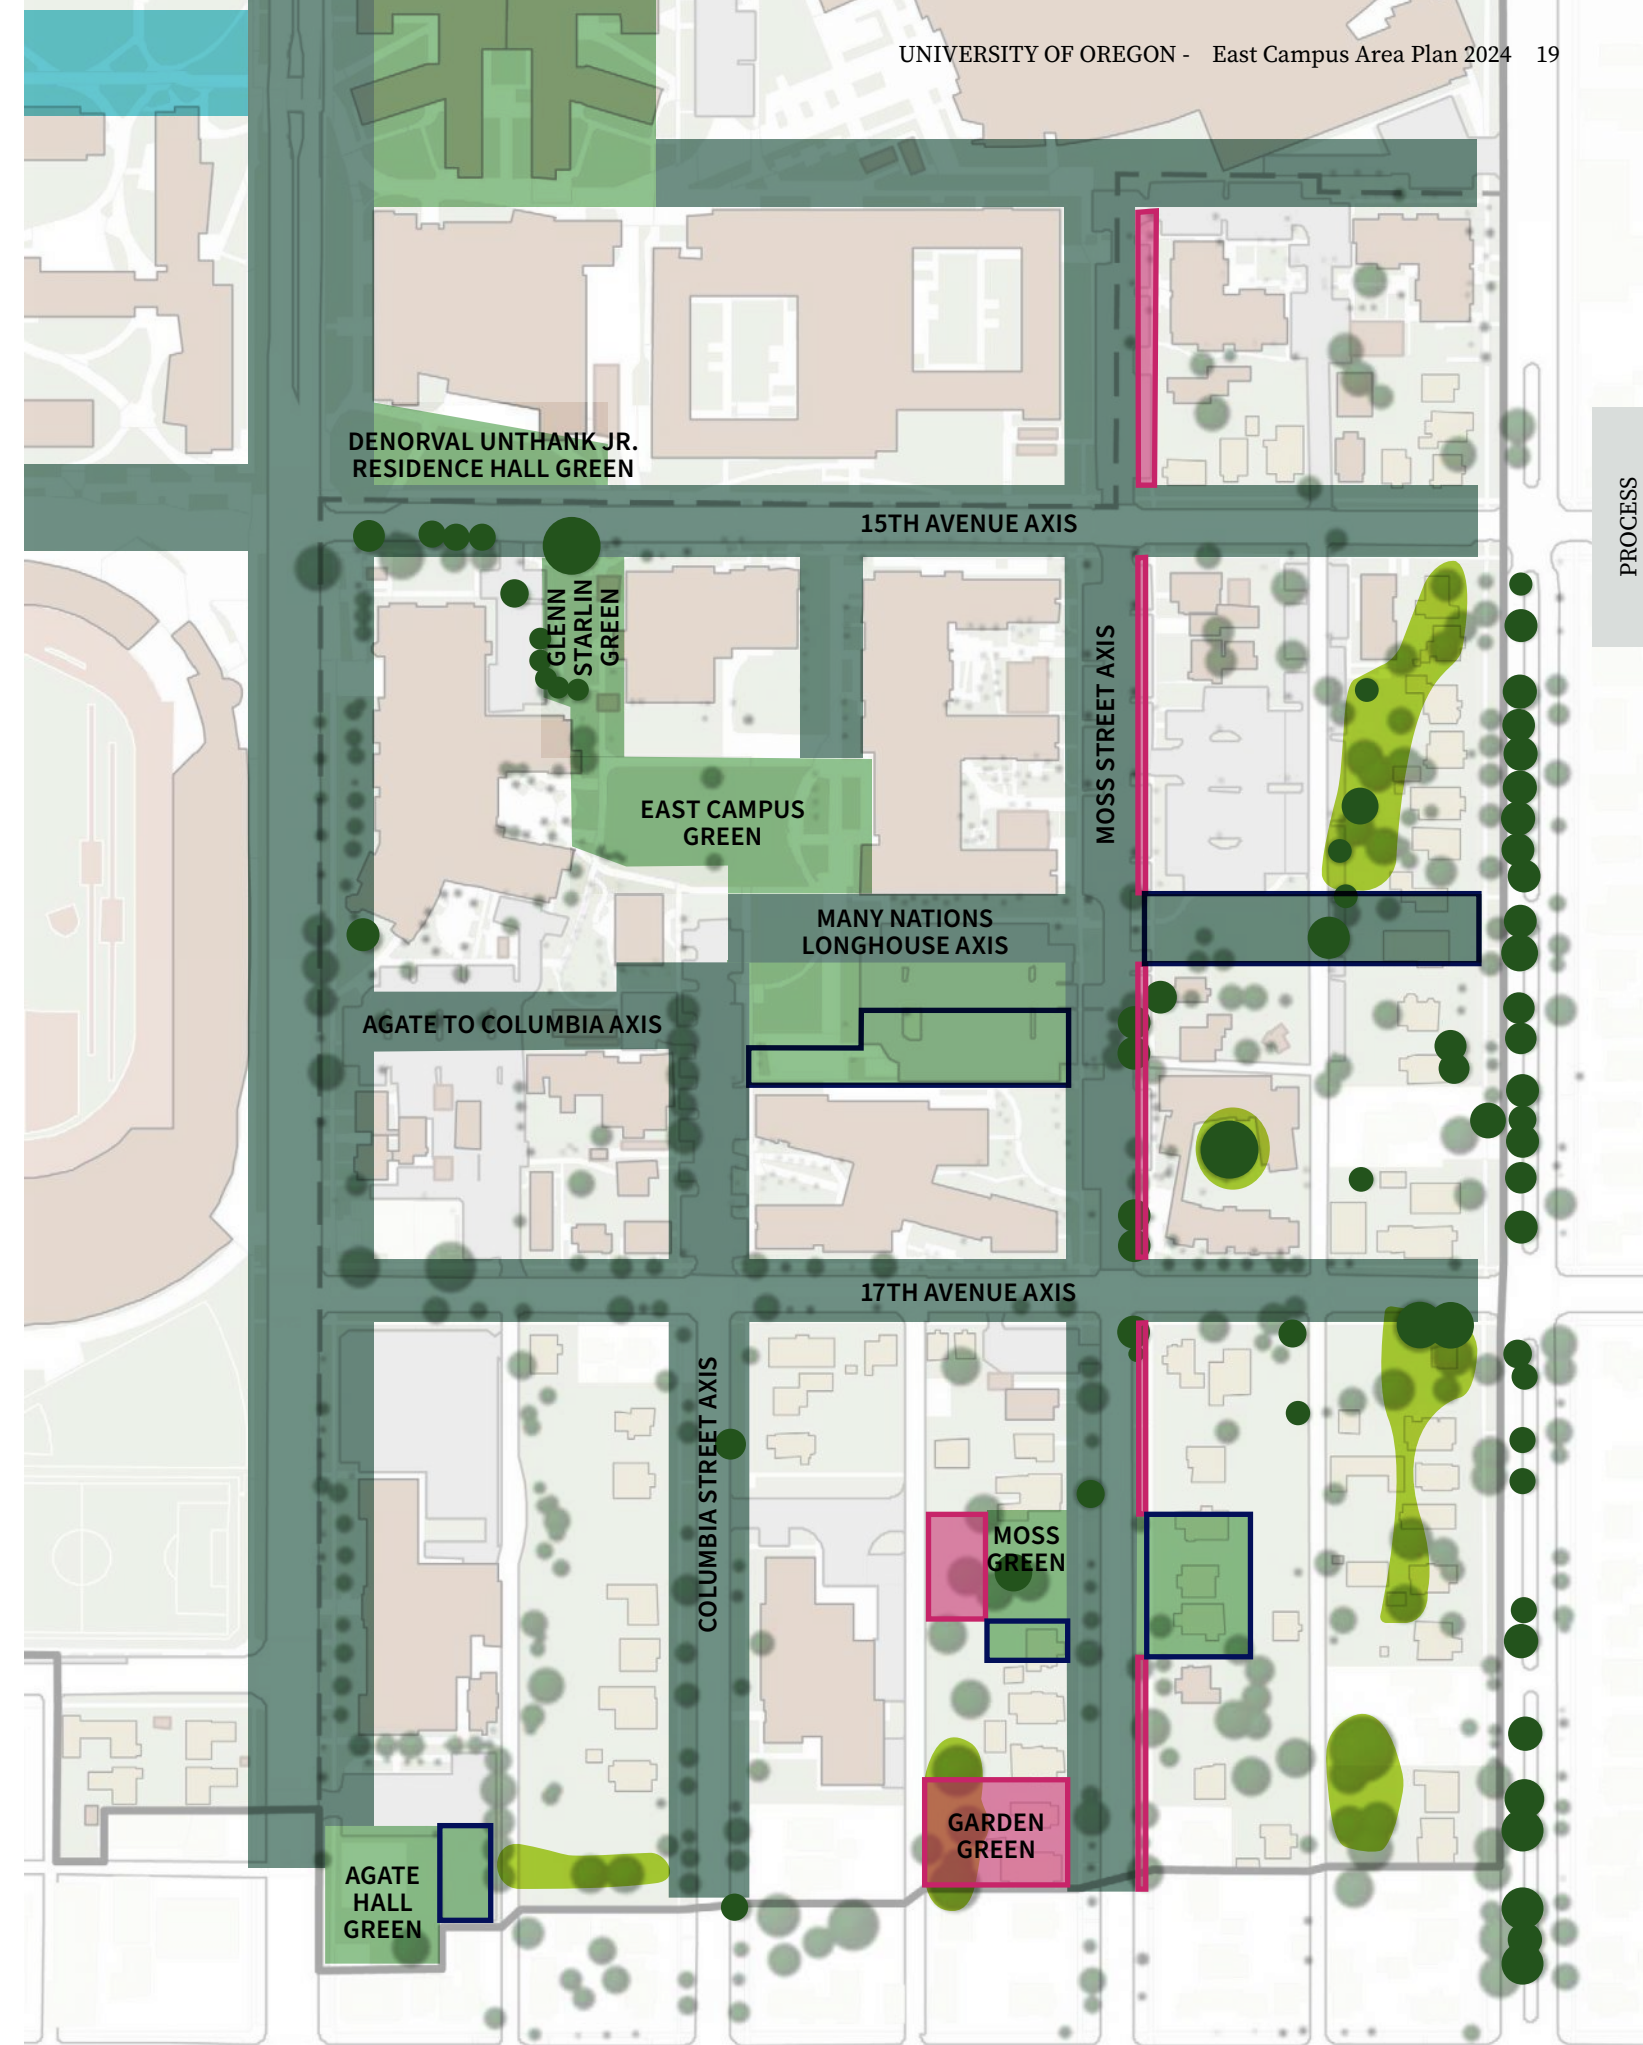 UNIVERSITY OF OREGON - East Campus Area Plan 2024 19
DENORVAL UNTHANK JR.
RESIDENCE HALL GREEN
PROCESS
15TH AVENUE AXIS
GLENN
STARLIN
GREEN
MOSS STREET AXIS
EAST CAMPUS
GREEN
MANY NATIONS
LONGHOUSE AXIS
AGATE TO COLUMBIA AXIS
17TH AVENUE AXIS
COLUMBIA STREET AXIS
MOSS
GREEN
GARDEN
GREEN
AGATE
HALL
GREEN